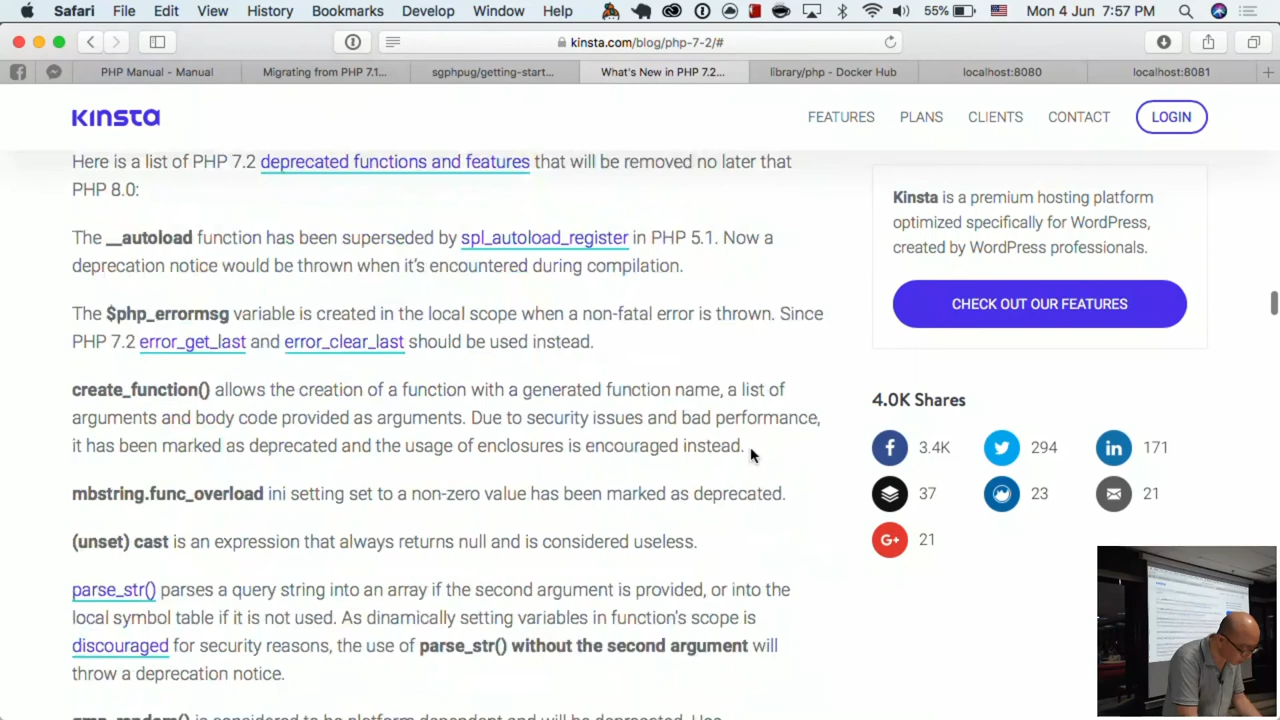 Safari File Edit View History Bookmarks Develop Window Help 55% Mon 4 Jun 7:57 PM
kinsta.com/blog/php-7-2/#
PHP Manual - Manual Migrating from PHP 7.1... sgphpug/getting-start... What's New in PHP 7.2... library/php - Docker Hub localhost:8080 localhost:8081
KINSTA FEATURES PLANS CLIENTS CONTACT LOGIN
Here is a list of PHP 7.2 deprecated functions and features that will be removed no later that
PHP 8.0:
The __autoload function has been superseded by spl_autoload_register in PHP 5.1. Now a
deprecation notice would be thrown when it's encountered during compilation.
The $php_errormsg variable is created in the local scope when a non-fatal error is thrown. Since
PHP 7.2 error_get_last and error_clear_last should be used instead.
create_function() allows the creation of a function with a generated function name, a list of
arguments and body code provided as arguments. Due to security issues and bad performance,
it has been marked as deprecated and the usage of enclosures is encouraged instead.
mbstring.func_overload ini setting set to a non-zero value has been marked as deprecated.
(unset) cast is an expression that always returns null and is considered useless.
parse_str() parses a query string into an array if the second argument is provided, or into the
local symbol table if it is not used. As dynamically setting variables in function's scope is
discouraged for security reasons, the use of parse_str() without the second argument will
throw a deprecation notice.
gmp_random() is considered to be platform dependent and will be deprecated. Use
Kinsta is a premium hosting platform
optimized specifically for WordPress,
created by WordPress professionals.
CHECK OUT OUR FEATURES
4.0K Shares
3.4K 294 171
37 23 21
21